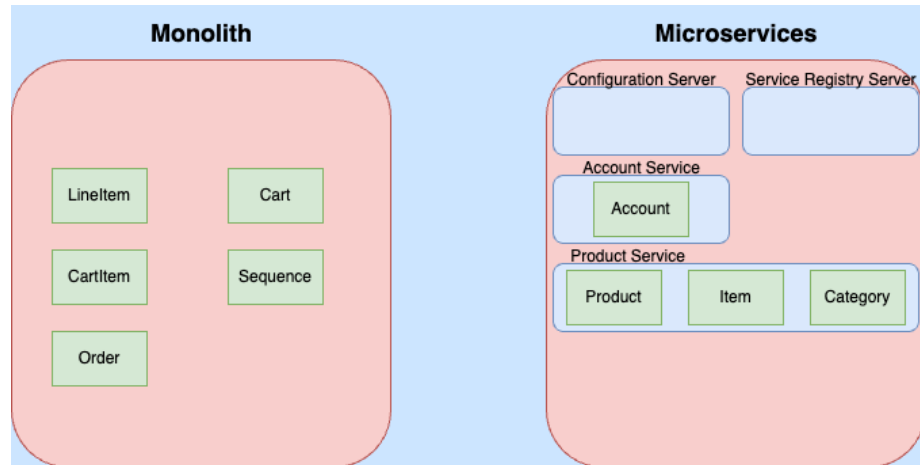 Monolith
Microservices
Configuration Server
Service Registry Server
Account Service
LineItem
Cart
Account
Product Service
CartItem
Sequence
Product
Item
Category
Order